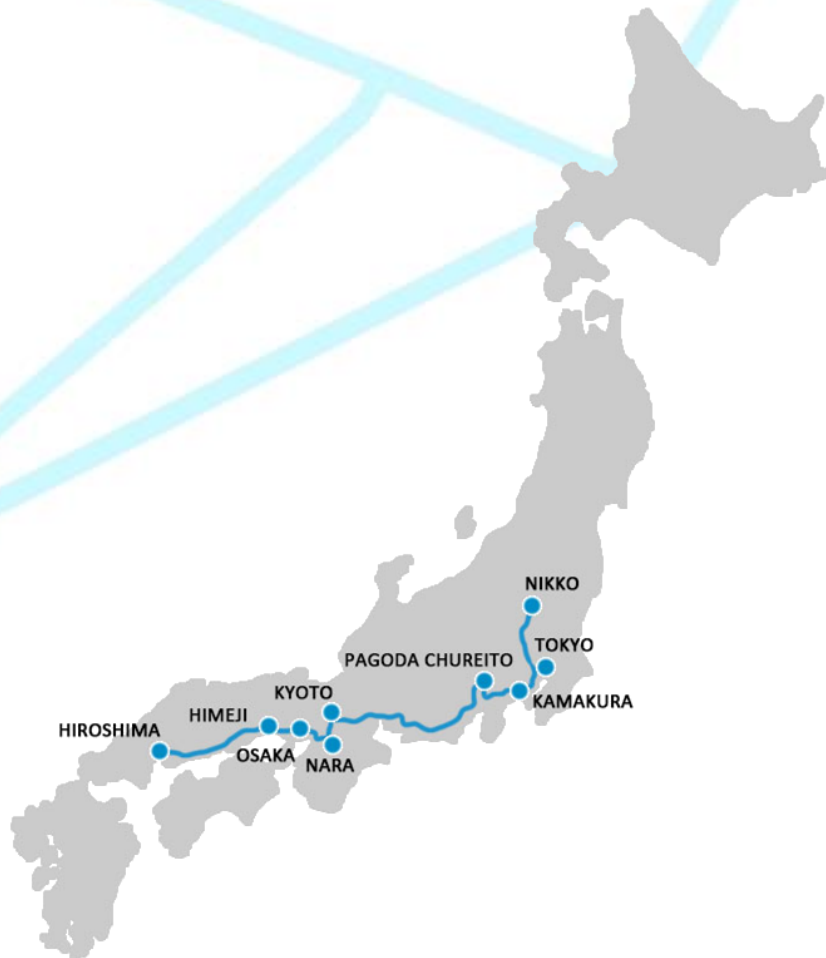 NIKKO
TOKYO
PAGODA CHUREITO
KYOTO
KAMAKURA
HIMEJI
HIROSHIMA
OSAKA
NARA